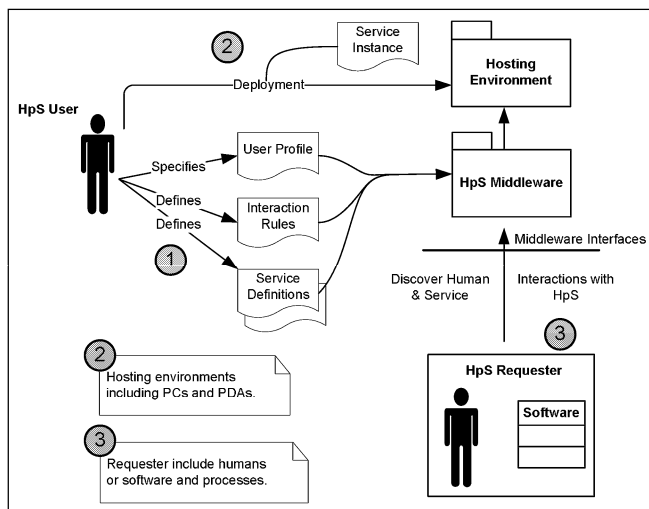 2
Service
Instance
Hosting
Environment
Deployment
HpS User
User Profile
Specifies
HpS Middleware
Defines
Interaction
Rules
Defines
1
Service
Definitions
Middleware Interfaces
Discover Human
& Service
Interactions with
HpS
3
2
Hosting environments
including PCs and PDAs.
HpS Requester
Software
3
Requester include humans
or software and processes.